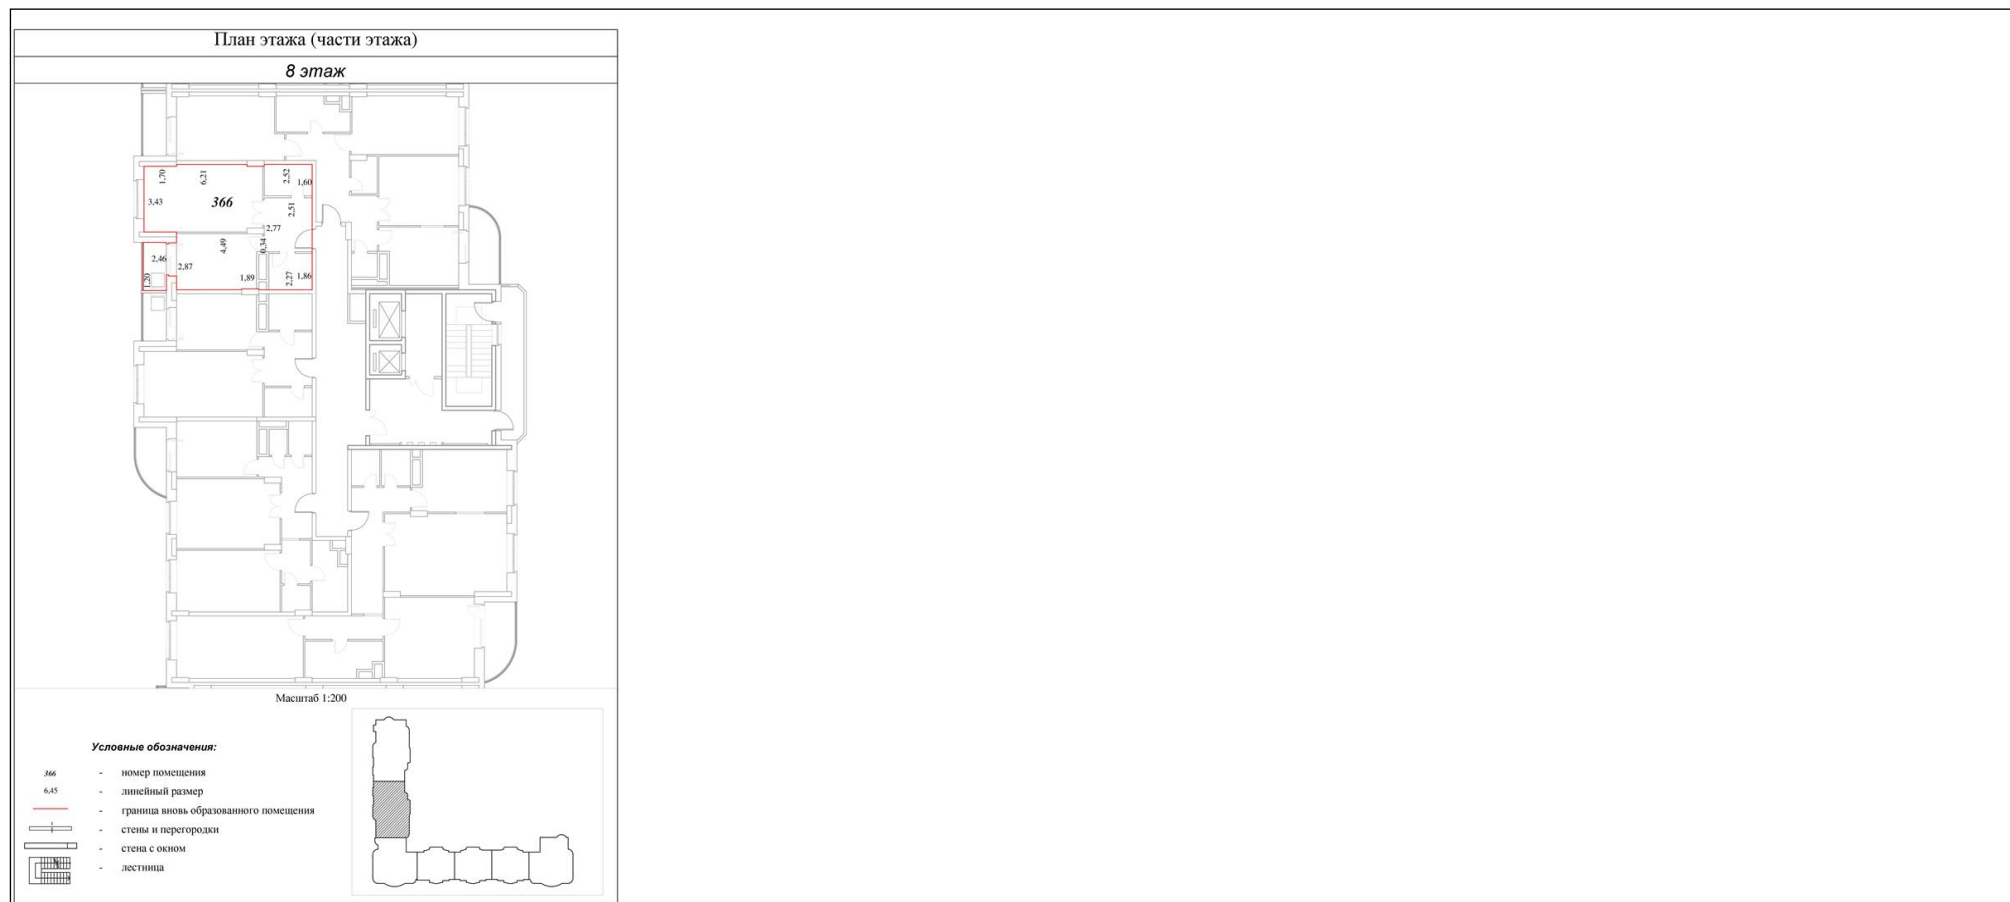 План этажа (части этажа)
8 этаж
1,70
6,21
2,52
1,60
3,43
366
2,51
2,77
4,49
0,34
2,46
2,87
1,20
1,89
2,27
1,86
Масштаб 1:200
Условные обозначения:
366 - номер помещения
6,45 - линейный размер
- граница вновь образованного помещения
- стены и перегородки
- стена с окном
- лестница